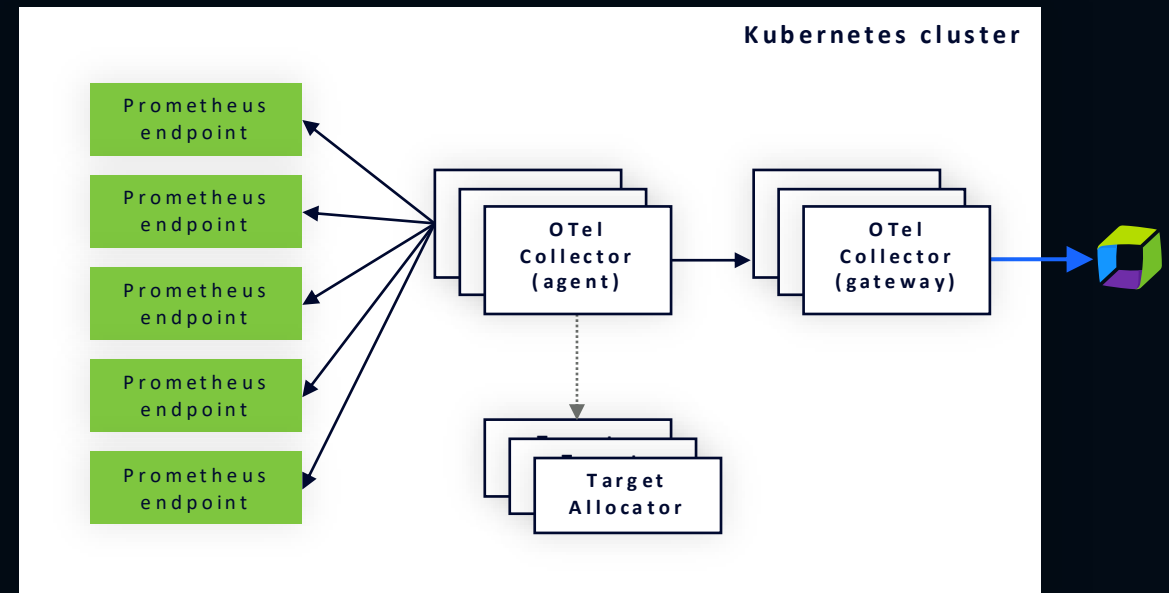 Kubernetes cluster
Prometheus
endpoint
Prometheus
endpoint
Prometheus
endpoint
Prometheus
endpoint
Prometheus
endpoint
OTel
Collector
(agent)
OTel
Collector
(gateway)
Target
Allocator